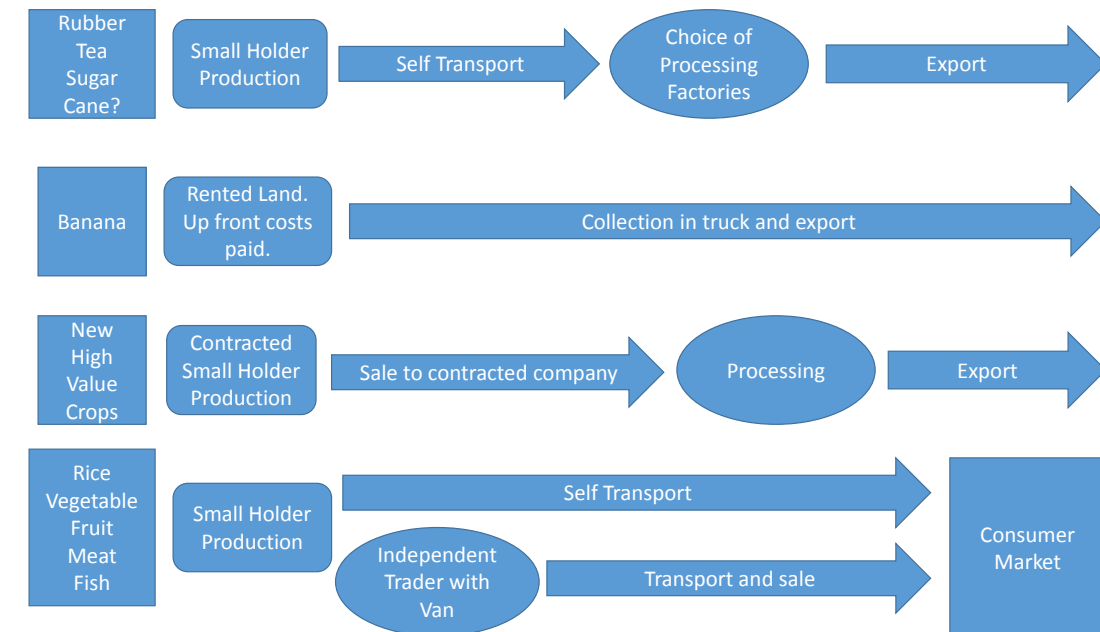 Rubber
Tea
Sugar
Cane?
Small Holder
Production
Self Transport
Choice of
Processing
Factories
Export
Banana
Rented Land.
Up front costs
paid.
Collection in truck and export
New
High
Value
Crops
Contracted
Small Holder
Production
Sale to contracted company
Processing
Export
Rice
Vegetable
Fruit
Meat
Fish
Small Holder
Production
Self Transport
Independent
Trader with
Van
Transport and sale
Consumer
Market